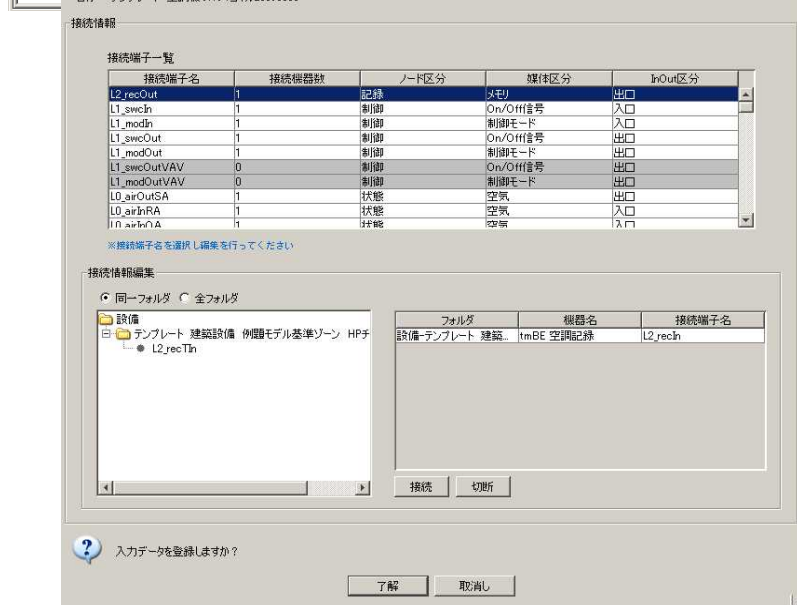 接続情報
接続端子一覧
接続端子名 接続機器数 ノード区分 媒体区分 InOut区分
L2_recOut 1 記録 メモリ 出口
L1_swcIn 1 制御 On/Off信号 入口
L1_modIn 1 制御 制御モード 入口
L1_swcOut 1 制御 On/Off信号 出口
L1_modOut 1 制御 制御モード 出口
L1_swcOutVAV 0 制御 On/Off信号 出口
L1_modOutVAV 0 制御 制御モード 出口
L0_airOutSA 1 状態 空気 出口
L0_airInRA 1 状態 空気 入口
L0_airInOA 1 状態 空気 入口
※接続端子名を選択し編集を行ってください
接続情報編集
同一フォルダ 全フォルダ
設備
テンプレート 建築設備 例題モデル基準ゾーン HPチ
L2_recTIn
フォルダ 機器名 接続端子名
設備-テンプレート 建築... tmBE 空調記録 L2_recIn
接続 切断
入力データを登録しますか?
了解 取消し